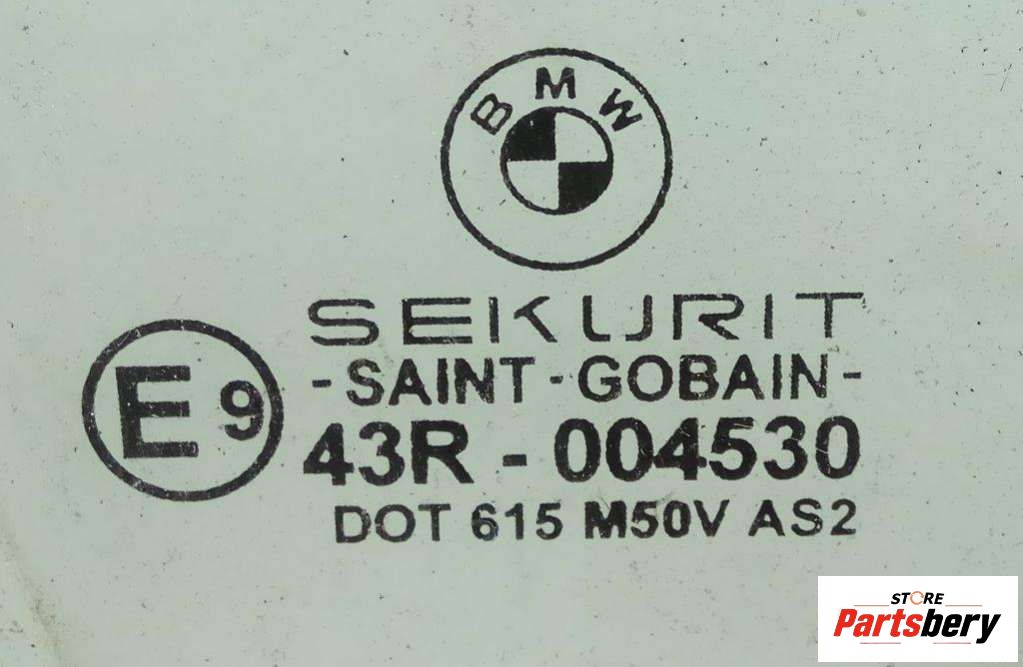 BMW
SEKURIT
-SAINT-GOBAIN-
E9
43R - 004530
DOT 615 M50V AS2
STORE
Partsbery